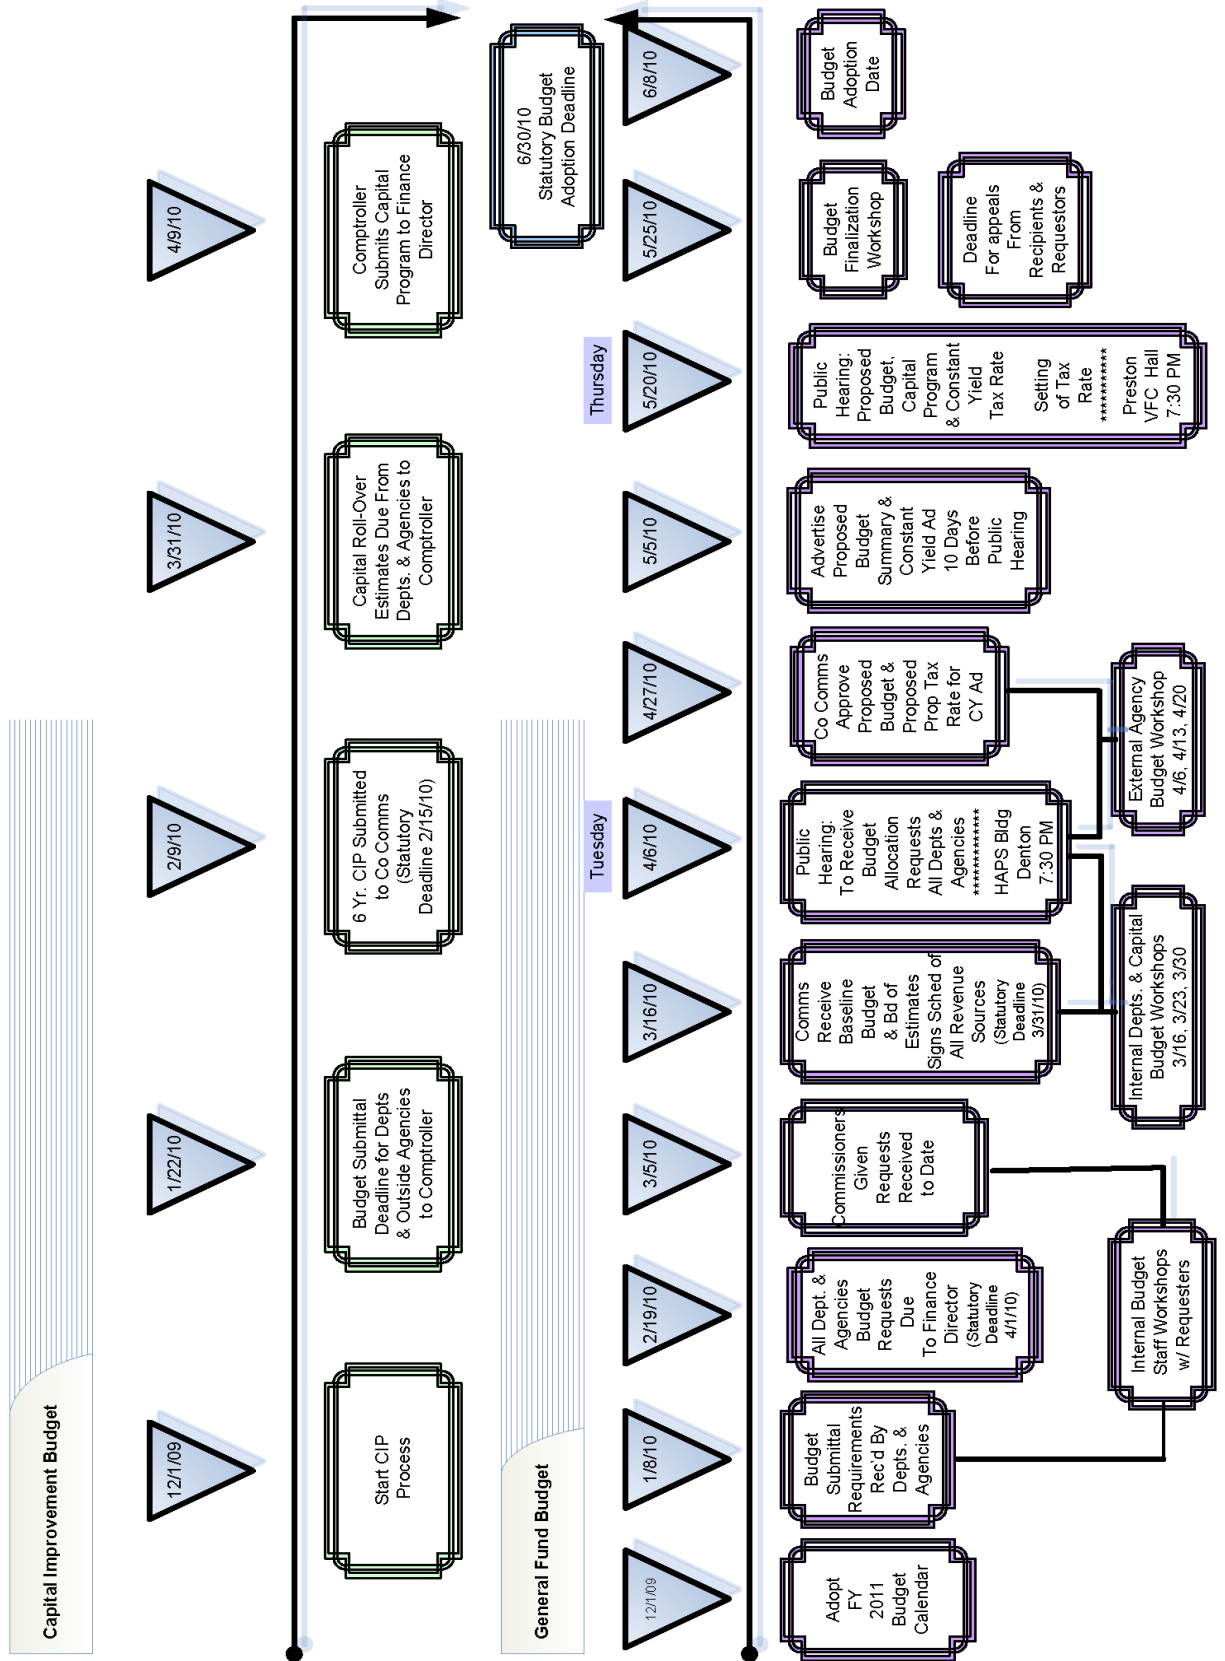 Capital Improvement Budget
12/1/09
1/22/10
2/9/10
3/31/10
4/9/10
Start CIP
Process
Budget Submittal
Deadline for Depts
& Outside Agencies
to Comptroller
6 Yr. CIP Submitted
to Co Comms
(Statutory
Deadline 2/15/10)
Capital Roll-Over
Estimates Due From
Depts. & Agencies to
Comptroller
Comptroller
Submits Capital
Program to Finance
Director
6/30/10
Statutory Budget
Adoption Deadline
General Fund Budget
Tuesday
Thursday
12/1/09
1/8/10
2/19/10
3/5/10
3/16/10
4/6/10
4/27/10
5/5/10
5/20/10
5/25/10
6/8/10
Adopt
FY
2011
Budget
Calendar
Budget
Submittal
Requirements
Rec'd By
Depts. &
Agencies
All Dept. &
Agencies
Budget
Requests
Due
To Finance
Director
(Statutory
Deadline
4/1/10)
Commissioners
Given
Requests
Received
to Date
Comms
Receive
Baseline
Budget
& Bd of
Estimates
Signs Sched of
All Revenue
Sources
(Statutory
Deadline
3/31/10)
Public
Hearing:
To Receive
Budget
Allocation
Requests
All Depts &
Agencies
************
HAPS Bldg
Denton
7:30 PM
Co Comms
Approve
Proposed
Budget &
Proposed
Prop Tax
Rate for
CY Ad
Advertise
Proposed
Budget
Summary &
Constant
Yield Ad
10 Days
Before
Public
Hearing
Public
Hearing:
Proposed
Budget,
Capital
Program
& Constant
Yield
Tax Rate
Setting
of Tax
Rate
***********
Preston
VFC Hall
7:30 PM
Budget
Finalization
Workshop
Deadline
For appeals
From
Recipients &
Requestors
Budget
Adoption
Date
Internal Budget
Staff Workshops
w/ Requesters
Internal Depts. & Capital
Budget Workshops
3/16, 3/23, 3/30
External Agency
Budget Workshop
4/6, 4/13, 4/20